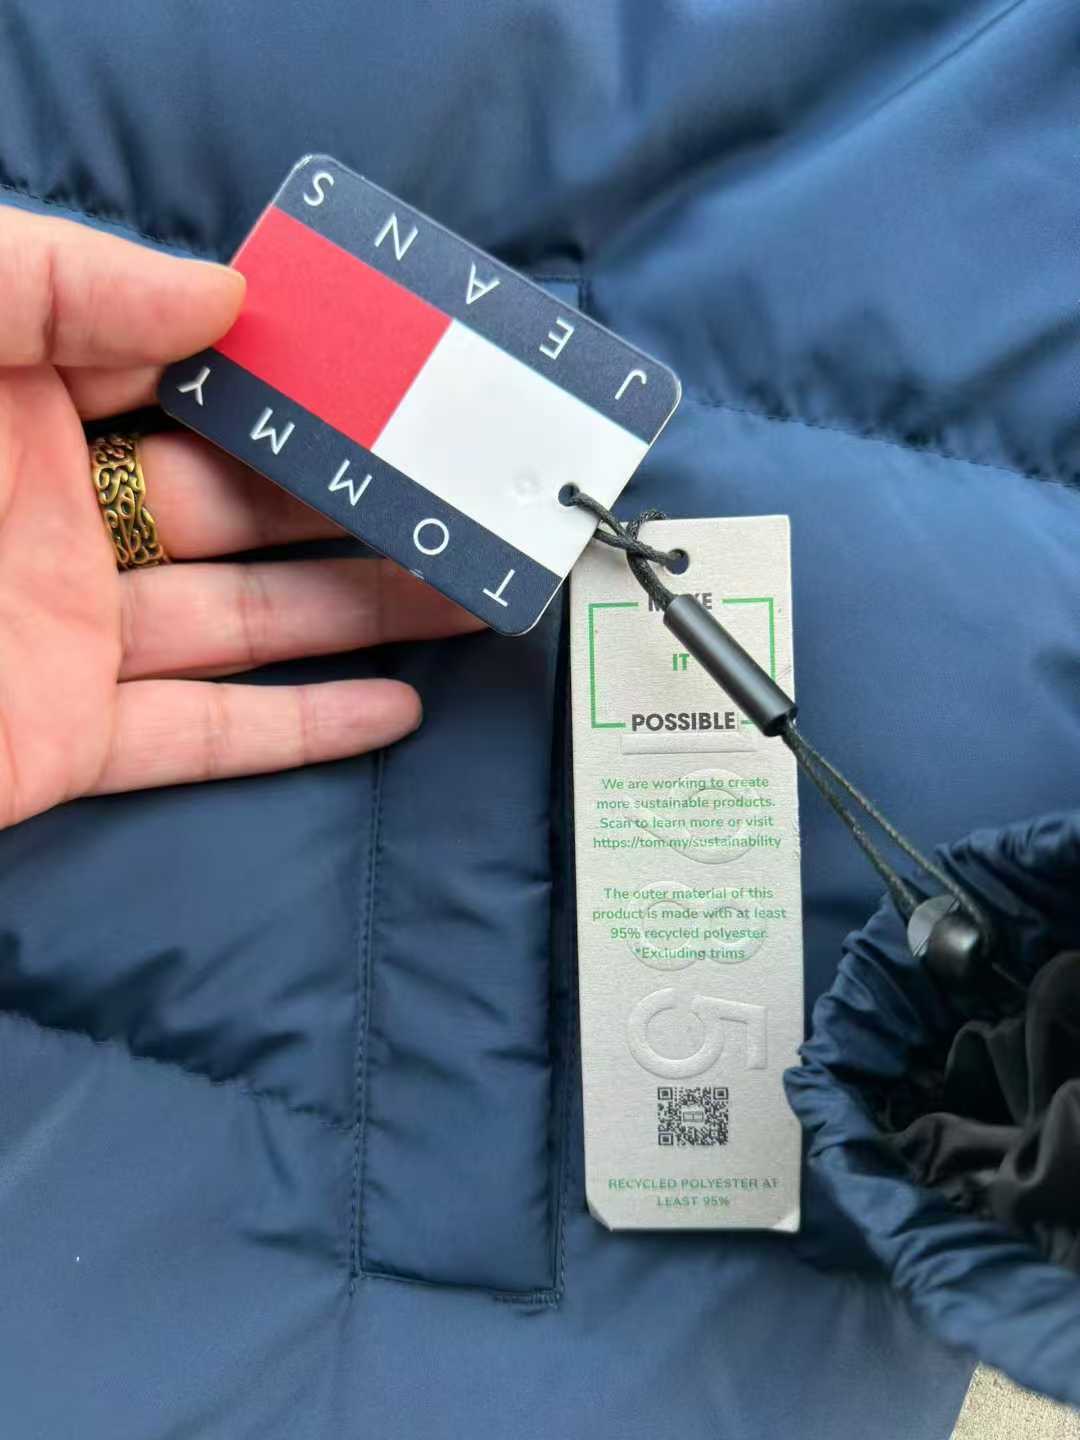 TOMMY
JEANS
MAKE
IT
POSSIBLE
We are working to create
more sustainable products.
Scan to learn more or visit
https://tom.my/sustainability
The outer material of this
product is made with at least
95% recycled polyester.
*Excluding trims
1985
RECYCLED POLYESTER AT
LEAST 95%